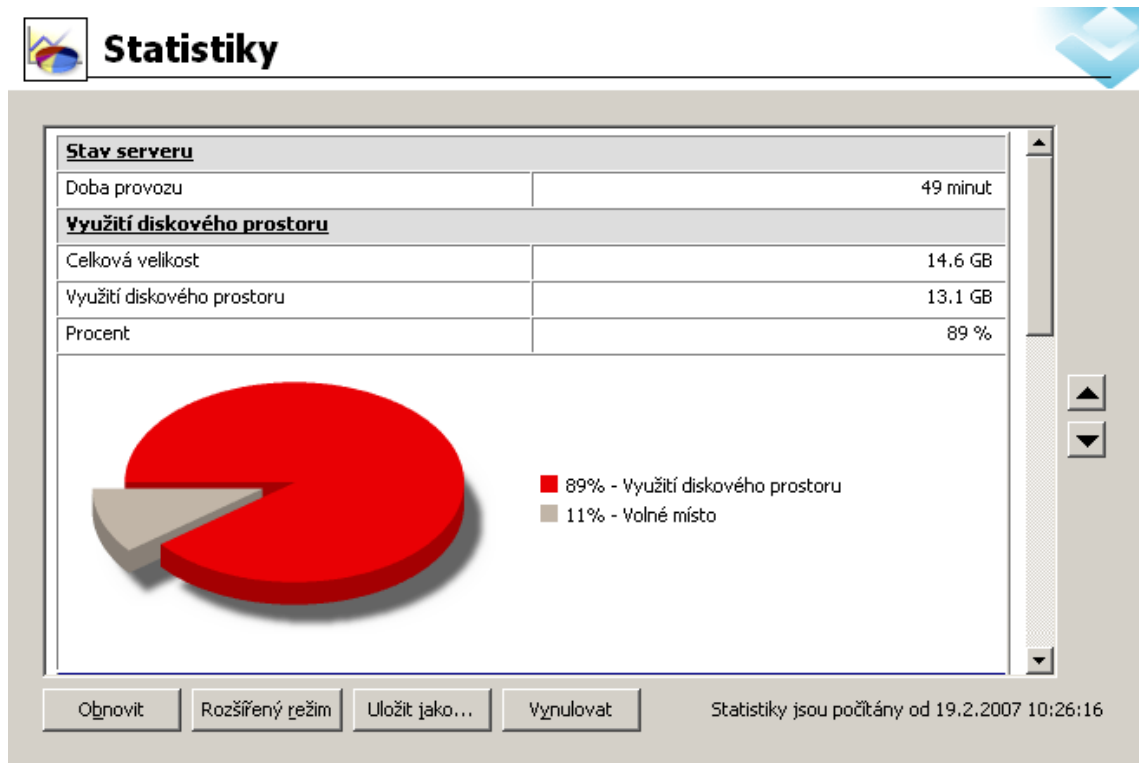 Statistiky
Stav serveru
Doba provozu 49 minut
Využití diskového prostoru
Celková velikost 14.6 GB
Využití diskového prostoru 13.1 GB
Procent 89 %
89% - Využití diskového prostoru
11% - Volné místo
Obnovit Rozšířený režim Uložit jako... Vynulovat Statistiky jsou počítány od 19.2.2007 10:26:16